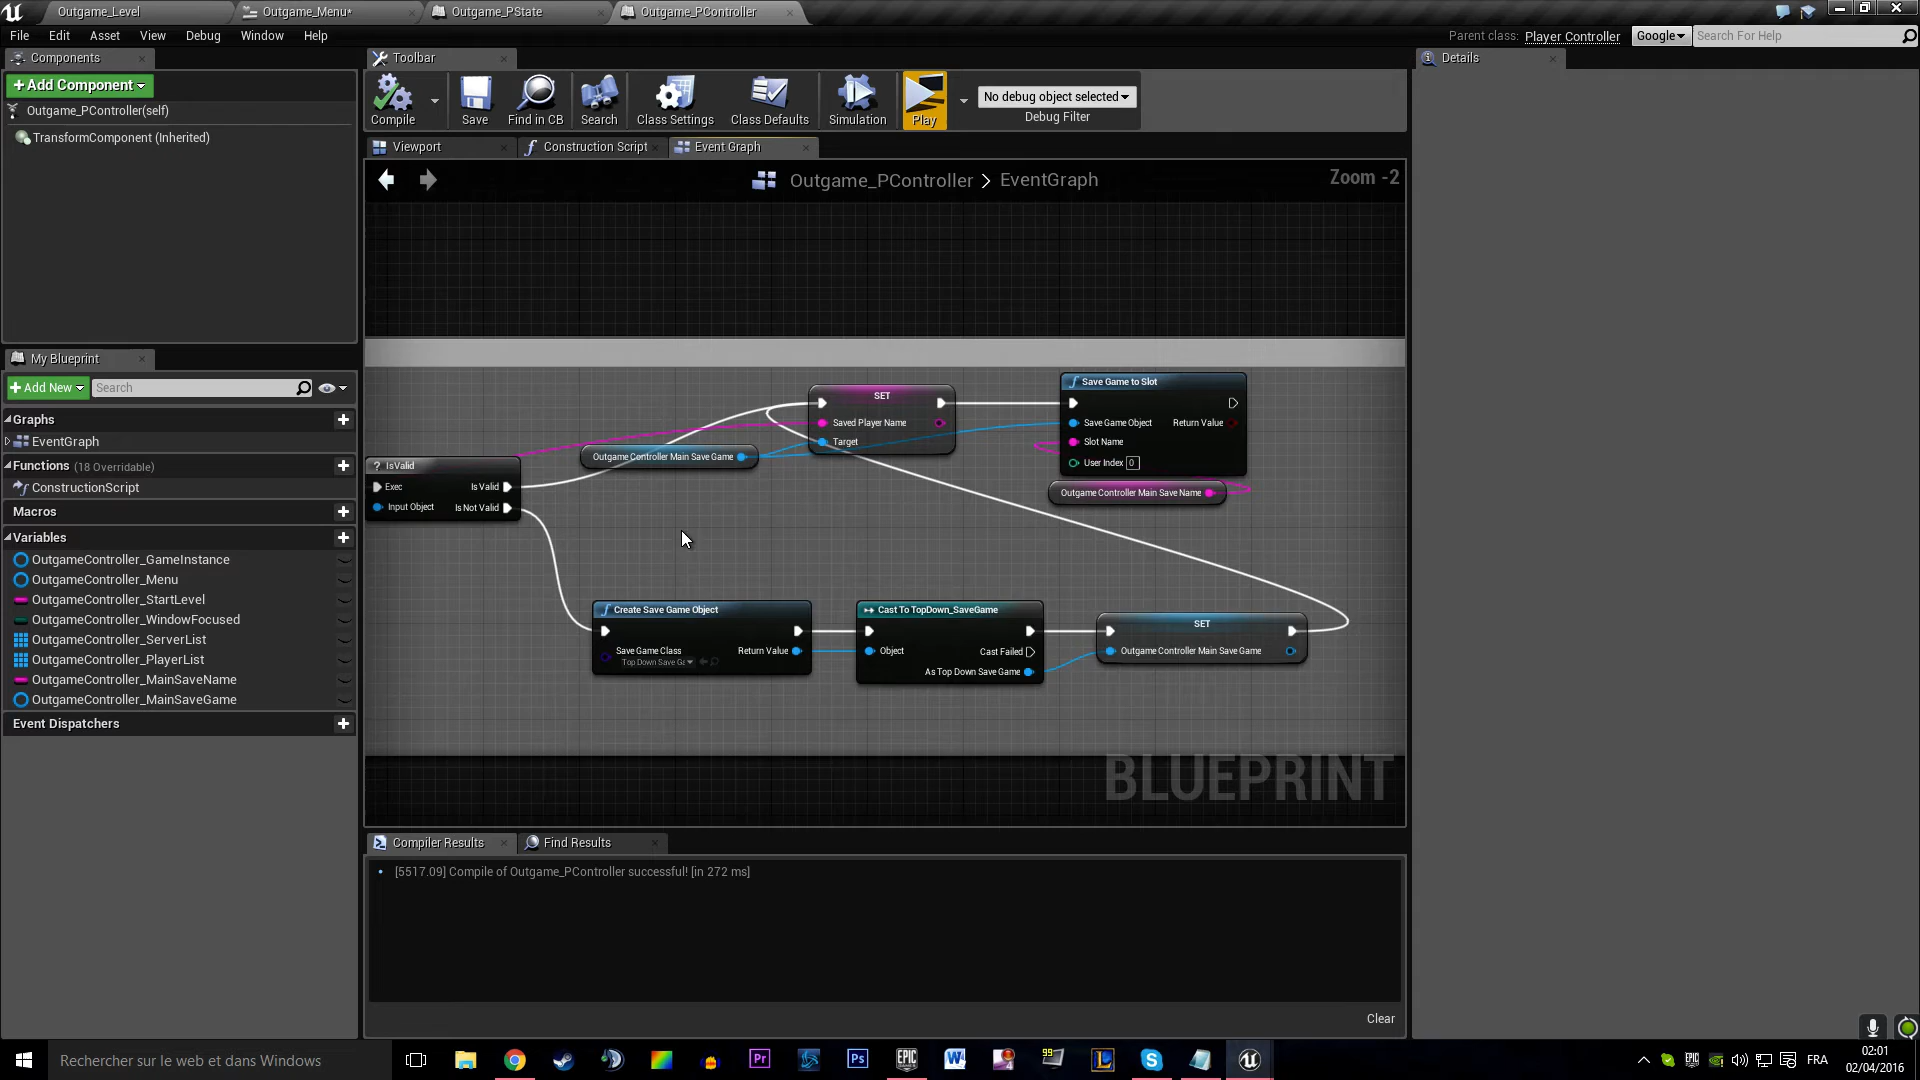 Outgame_Level
Outgame_Menu*
Outgame_PState
Outgame_PController
File Edit Asset View Debug Window Help
Parent class: Player Controller
Google
Search For Help
Components
Toolbar
Details
Add Component
Outgame_PController(self)
TransformComponent (Inherited)
Compile
Save
Find in CB
Search
Class Settings
Class Defaults
Simulation
Play
No debug object selected
Debug Filter
Viewport
Construction Script
Event Graph
Outgame_PController > EventGraph
Zoom -2
My Blueprint
Add New
Search
Graphs
EventGraph
Functions (18 Overridable)
ConstructionScript
Macros
Variables
OutgameController_GameInstance
OutgameController_Menu
OutgameController_StartLevel
OutgameController_WindowFocused
OutgameController_ServerList
OutgameController_PlayerList
OutgameController_MainSaveName
OutgameController_MainSaveGame
Event Dispatchers
SET
Saved Player Name
Target
Save Game to Slot
Save Game Object
Return Value
Slot Name
User Index 0
Outgame Controller Main Save Game
Outgame Controller Main Save Name
? IsValid
Exec
Is Valid
Input Object
Is Not Valid
Create Save Game Object
Save Game Class
Top Down Save Ga
Return Value
Cast To TopDown_SaveGame
Object
Cast Failed
As Top Down Save Game
SET
Outgame Controller Main Save Game
BLUEPRINT
Compiler Results
Find Results
[5517.09] Compile of Outgame_PController successful! [in 272 ms]
Clear
Rechercher sur le web et dans Windows
FRA
02:01
02/04/2016